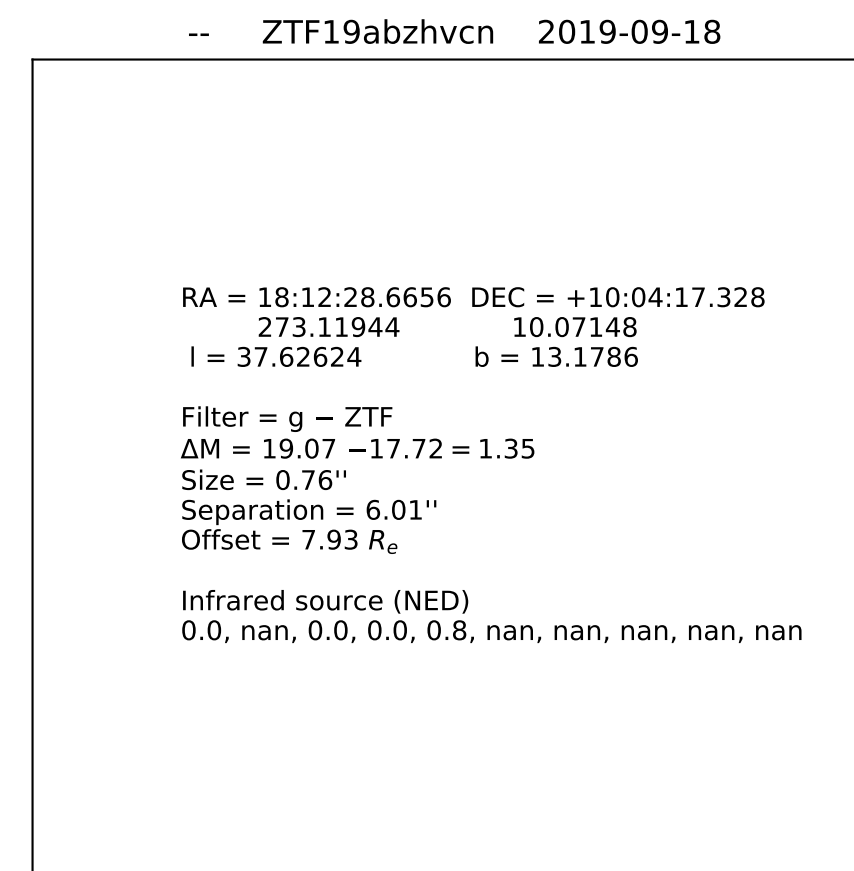 -- ZTF19abzhvcn 2019-09-18
RA = 18:12:28.6656 DEC = +10:04:17.328
273.11944 10.07148
l = 37.62624 b = 13.1786
Filter = g − ZTF
ΔM = 19.07 −17.72 = 1.35
Size = 0.76''
Separation = 6.01''
Offset = 7.93 Re
Infrared source (NED)
0.0, nan, 0.0, 0.0, 0.8, nan, nan, nan, nan, nan